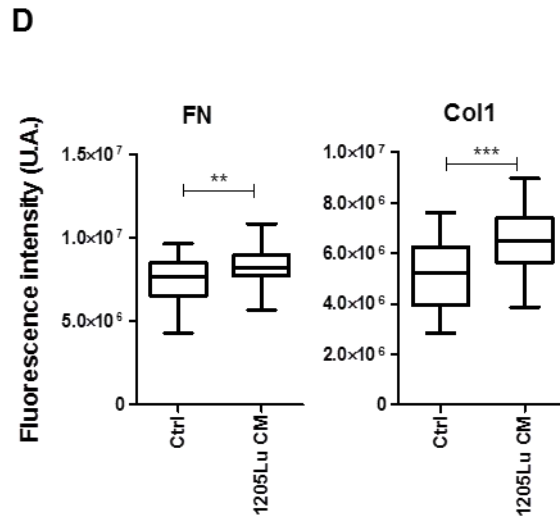 D
FN
Col1
Fluorescence intensity (U.A.)
1.5×10⁷
1.0×10⁷
5.0×10⁶
0
**
Ctrl
1205Lu CM
1.0×10⁷
8.0×10⁶
6.0×10⁶
4.0×10⁶
2.0×10⁶
0
***
Ctrl
1205Lu CM